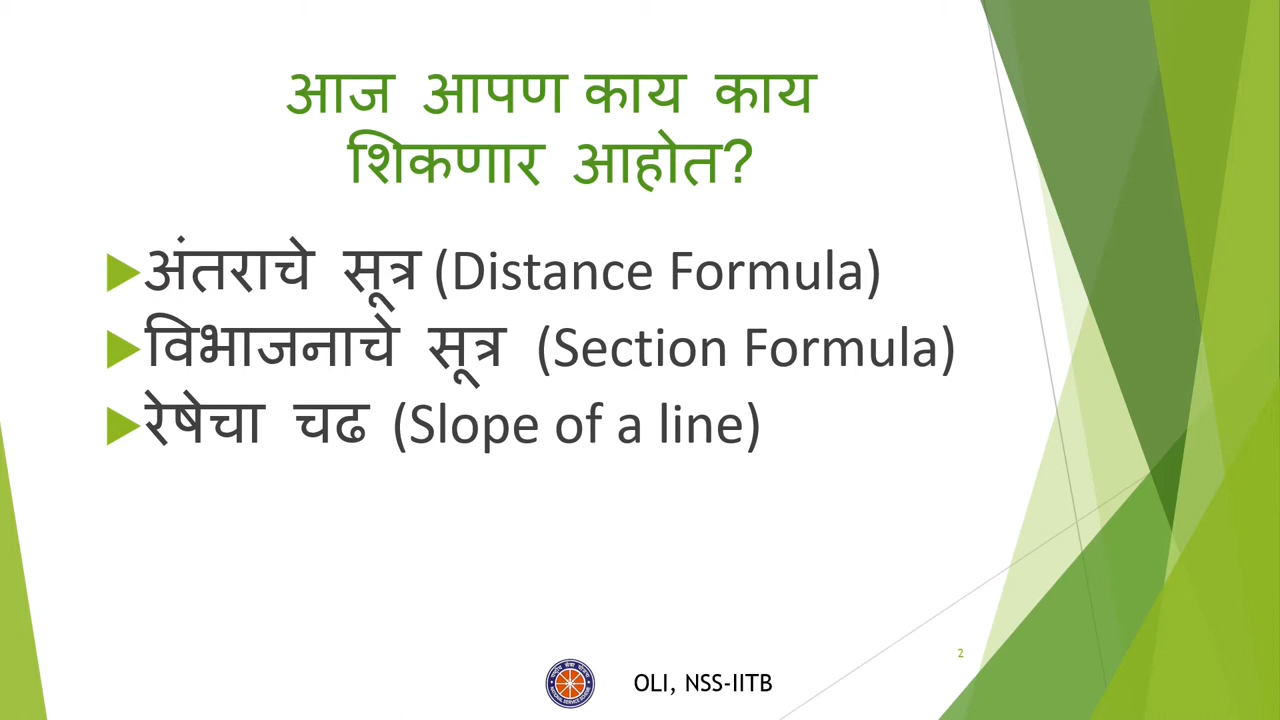 आज आपण काय काय
शिकणार आहोत?
अंतराचे सूत्र (Distance Formula)
विभाजनाचे सूत्र (Section Formula)
रेषेचा चढ (Slope of a line)
2
OLI, NSS-IITB